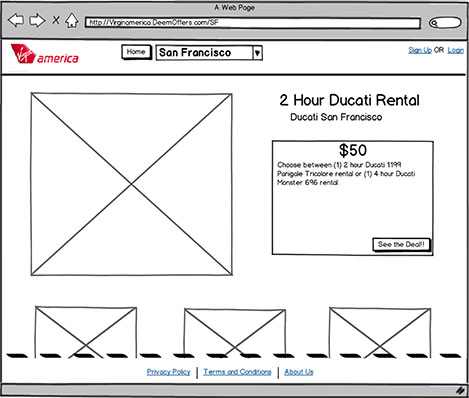 A Web Page
http://Virginamerica.DeemOffers.com/SF
Virgin america
Home
San Francisco
Sign Up OR Login
2 Hour Ducati Rental
Ducati San Francisco
$50
Choose between (1) 2 hour Ducati 1199
Panigale Tricolore rental or (1) 4 hour Ducati
Monster 696 rental.
See the Deal!!
Privacy Policy | Terms and Conditions | About Us